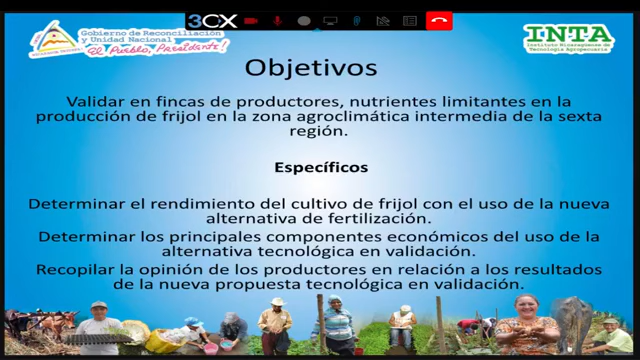 3CX
Gobierno de Reconciliación
y Unidad Nacional
El Pueblo, Presidente!
INTA
Instituto Nicaragüense de
Tecnología Agropecuaria
Objetivos
Validar en fincas de productores, nutrientes limitantes en la
producción de frijol en la zona agroclimática intermedia de la sexta
región.
Específicos
Determinar el rendimiento del cultivo de frijol con el uso de la nueva
alternativa de fertilización.
Determinar los principales componentes económicos del uso de la
alternativa tecnológica en validación.
Recopilar la opinión de los productores en relación a los resultados
de la nueva propuesta tecnológica en validación.